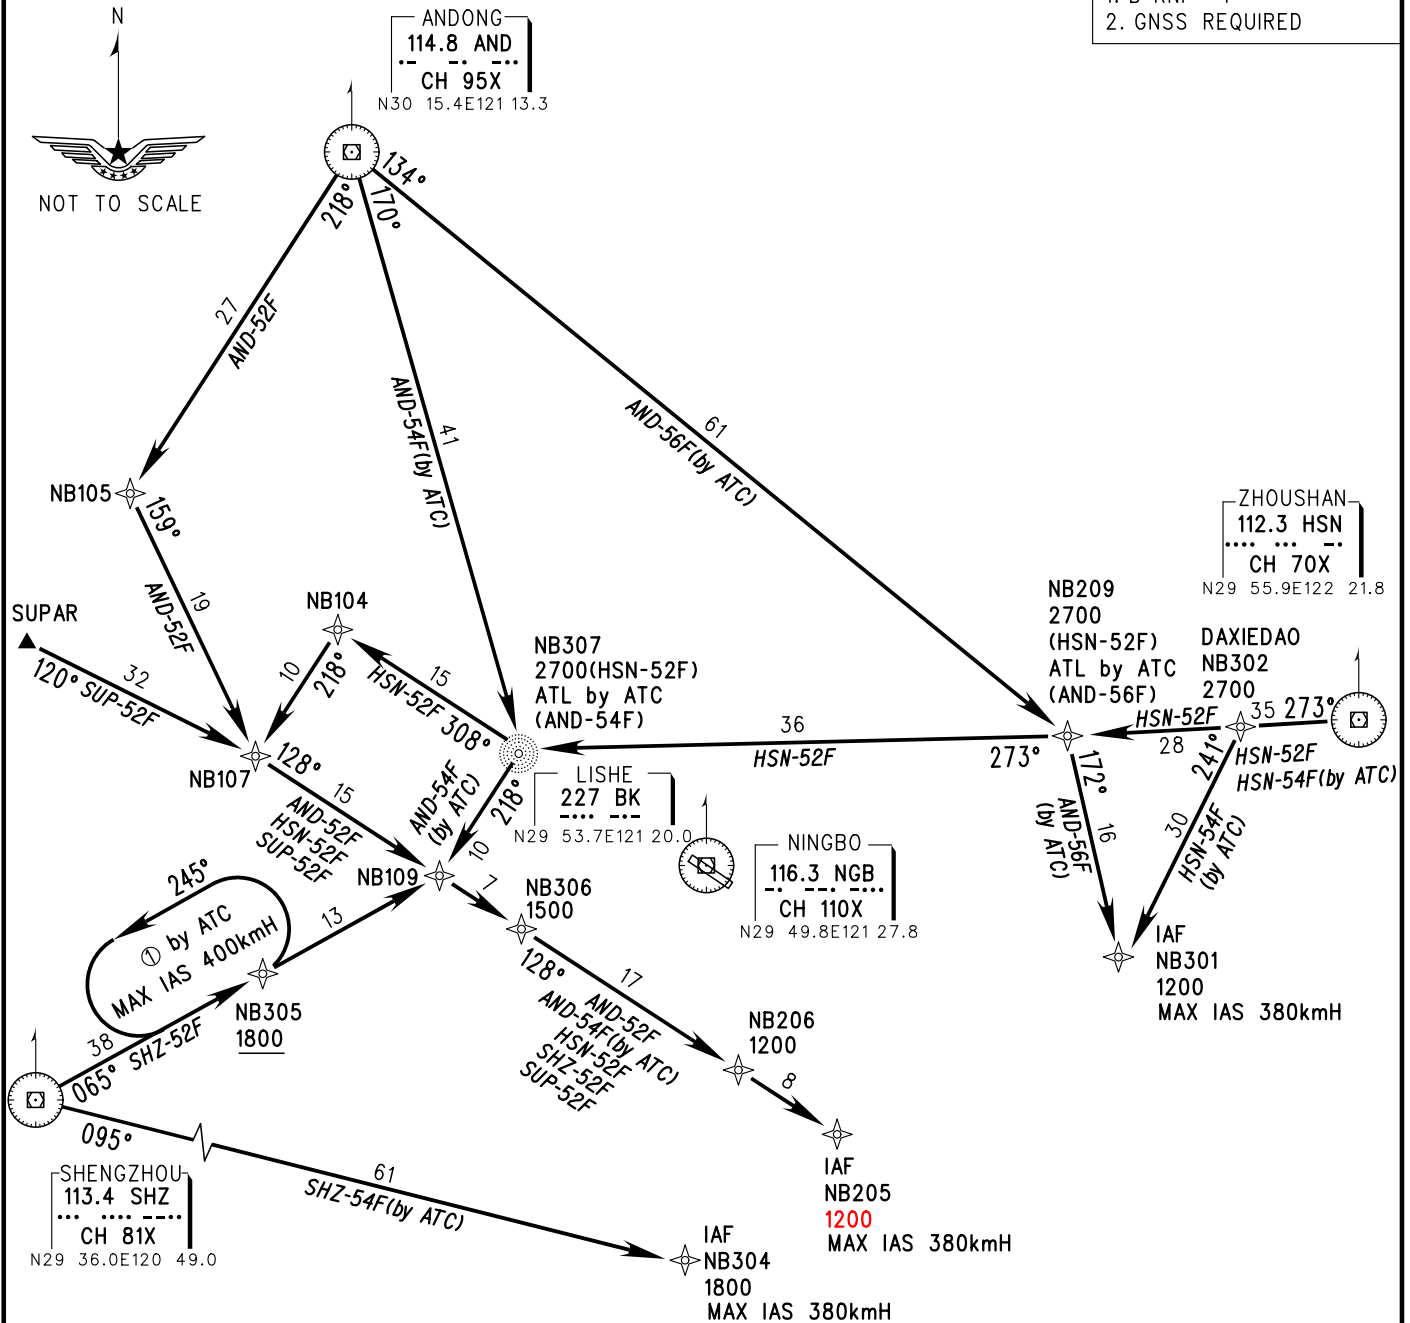 2. GNSS REQUIRED
N
NOT TO SCALE
ANDONG
114.8 AND
CH 95X
N30 15.4E121 13.3
134°
170°
218°
27
AND-52F
AND-54F(by ATC)
41
61
AND-56F(by ATC)
NB105
159°
19
AND-52F
SUPAR
32
120° SUP-52F
NB104
10
218°
15
HSN-52F 308°
NB307
2700(HSN-52F)
ATL by ATC
(AND-54F)
ZHOUSHAN
112.3 HSN
CH 70X
N29 55.9E122 21.8
NB209
2700
(HSN-52F)
ATL by ATC
(AND-56F)
DAXIEDAO
NB302
2700
HSN-52F
28
35 273°
HSN-52F
HSN-54F(by ATC)
36
HSN-52F
273°
172°
AND-56F
(by ATC)
16
241°
30
HSN-54F
(by ATC)
NB107
128°
15
AND-52F
HSN-52F
SUP-52F
AND-54F
(by ATC)
218°
10
LISHE
227 BK
N29 53.7E121 20.0
NINGBO
116.3 NGB
CH 110X
N29 49.8E121 27.8
NB109
7
NB306
1500
245°
① by ATC
MAX IAS 400kmH
13
NB305
1800
38
065° SHZ-52F
128°
17
AND-52F
AND-54F(by ATC)
HSN-52F
SHZ-52F
SUP-52F
NB206
1200
8
IAF
NB301
1200
MAX IAS 380kmH
095°
61
SHZ-54F(by ATC)
SHENGZHOU
113.4 SHZ
CH 81X
N29 36.0E120 49.0
IAF
NB205
1200
MAX IAS 380kmH
IAF
NB304
1800
MAX IAS 380kmH